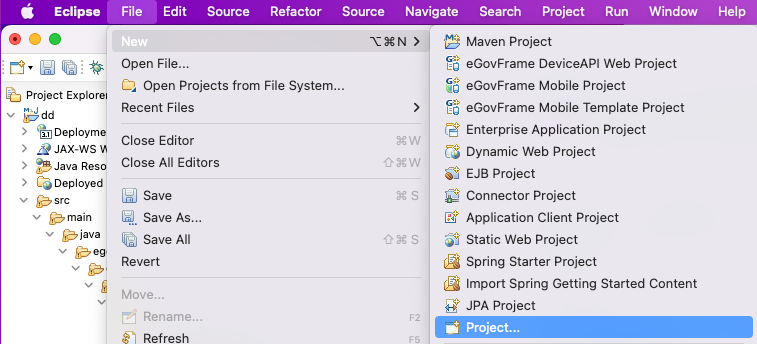 Eclipse File Edit Source Refactor Source Navigate Search Project Run Window Help
New ⌥⌘N >
Open File...
Open Projects from File System...
Recent Files >
Close Editor ⌘W
Close All Editors ⇧⌘W
Save ⌘S
Save As...
Save All ⇧⌘S
Revert
Move...
Rename... F2
Refresh F5
Maven Project
eGovFrame DeviceAPI Web Project
eGovFrame Mobile Project
eGovFrame Mobile Template Project
Enterprise Application Project
Dynamic Web Project
EJB Project
Connector Project
Application Client Project
Static Web Project
Spring Starter Project
Import Spring Getting Started Content
JPA Project
Project...
Project Explorer
dd
Deployme
JAX-WS W
Java Reso
Deployed
src
main
java
eg